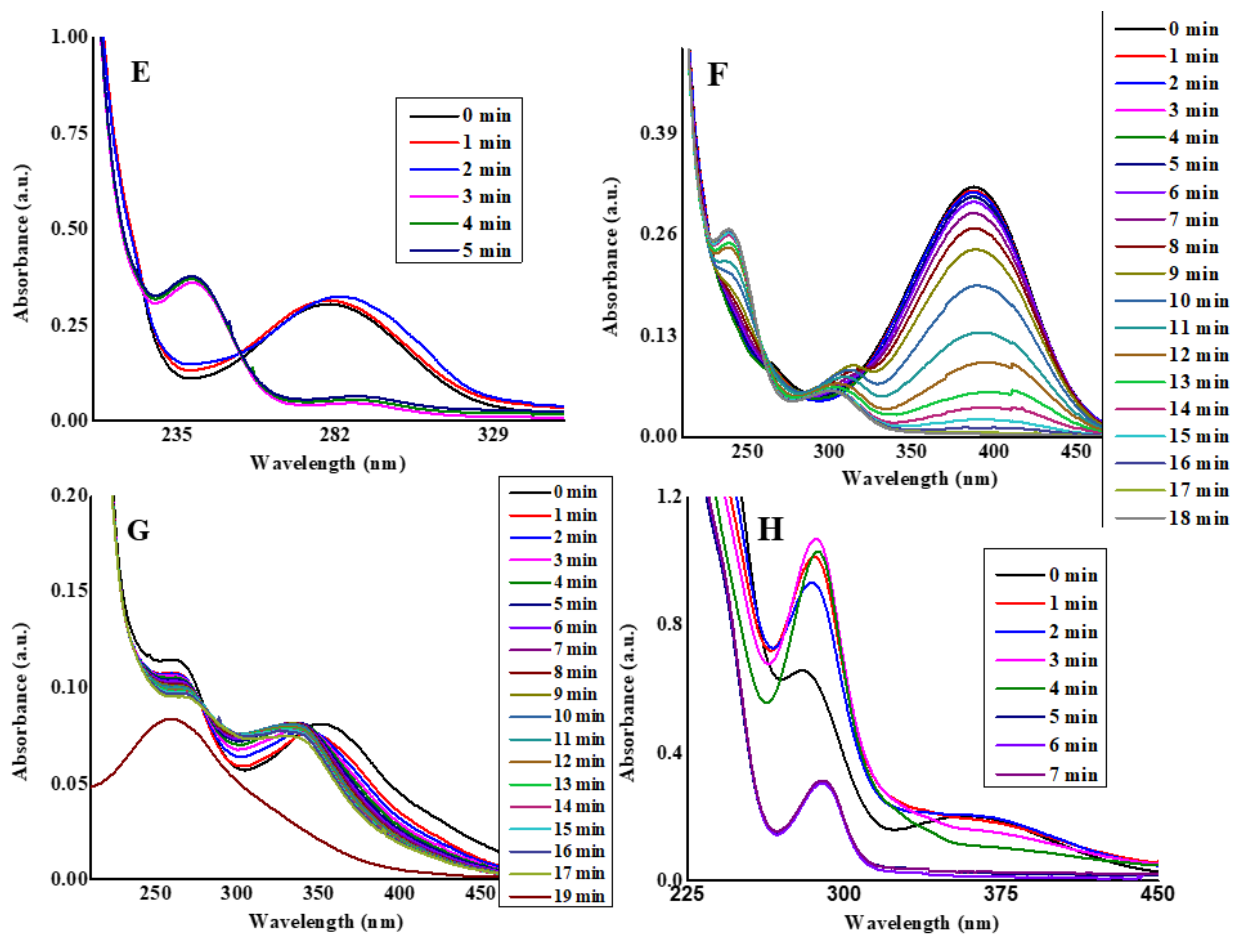 E
1.00
0.75
0.50
0.25
0.00
Absorbance (a.u.)
235
282
329
Wavelength (nm)
0 min
1 min
2 min
3 min
4 min
5 min
F
0.39
0.26
0.13
0.00
Absorbance (a.u.)
250
300
350
400
450
Wavelength (nm)
0 min
1 min
2 min
3 min
4 min
5 min
6 min
7 min
8 min
9 min
10 min
11 min
12 min
13 min
14 min
15 min
16 min
17 min
18 min
G
0.20
0.15
0.10
0.05
0.00
Absorbance (a.u.)
250
300
350
400
450
Wavelength (nm)
0 min
1 min
2 min
3 min
4 min
5 min
6 min
7 min
8 min
9 min
10 min
11 min
12 min
13 min
14 min
15 min
16 min
17 min
19 min
H
1.2
0.8
0.4
0.0
Absorbance (a.u.)
225
300
375
450
Wavelength (nm)
0 min
1 min
2 min
3 min
4 min
5 min
6 min
7 min